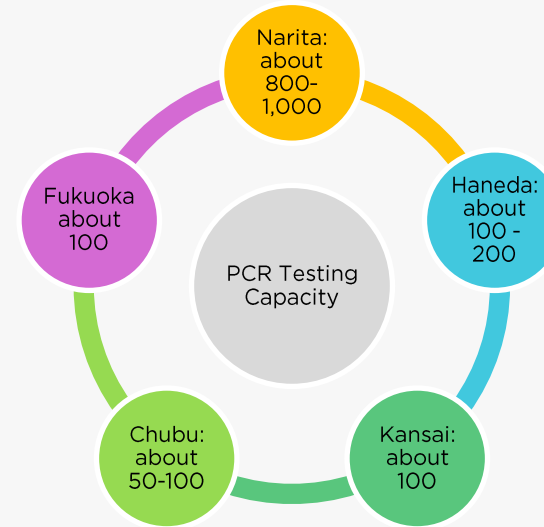 Narita:
about
800-
1,000
Haneda:
about
100 -
200
Kansai:
about
100
Chubu:
about
50-100
Fukuoka
about
100
PCR Testing
Capacity